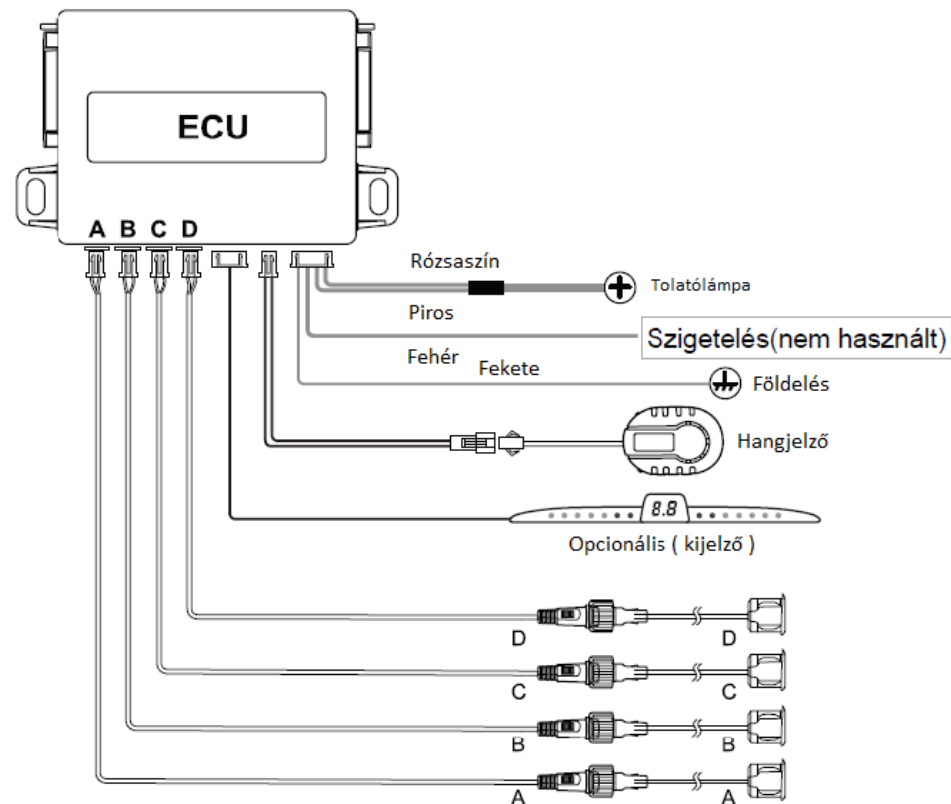 ECU
A B C D
Rózsaszín
Tolatólámpa
Piros
Szigetelés(nem használt)
Fehér
Fekete
Földelés
Hangjelző
8.8
Opcionális ( kijelző )
D D
C C
B B
A A